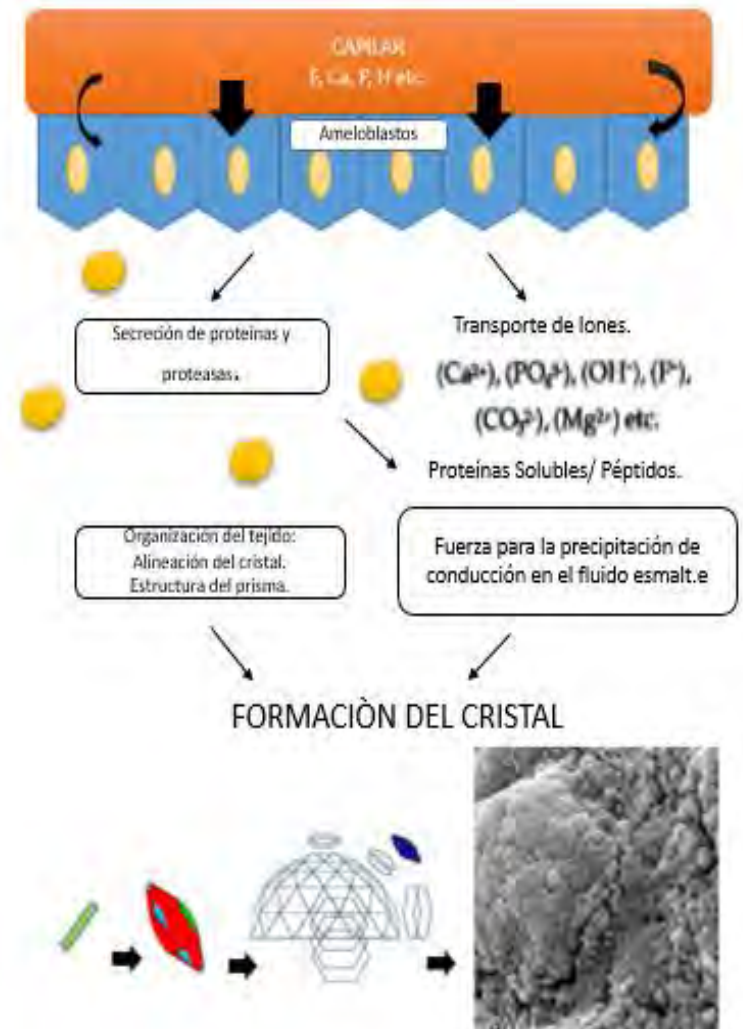 CAPILAR
F, Ca, P, H etc.
Ameloblastos
Secreción de proteínas y
proteasas.
Transporte de Iones.
(Ca²⁺), (PO₄³⁻), (OH⁻), (F⁻),
(CO₃²⁻), (Mg²⁺) etc.
Proteínas Solubles/ Péptidos.
Organización del tejido:
Alineación del cristal.
Estructura del prisma.
Fuerza para la precipitación de
conducción en el fluido esmalt.e
FORMACIÒN DEL CRISTAL